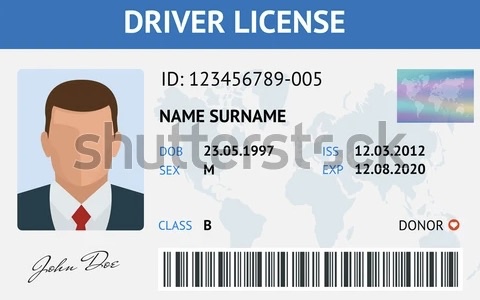 DRIVER LICENSE
ID: 123456789-005
NAME SURNAME
DOB 23.05.1997 ISS 12.03.2012
SEX M EXP 12.08.2020
shutterstock
CLASS B DONOR
John Doe